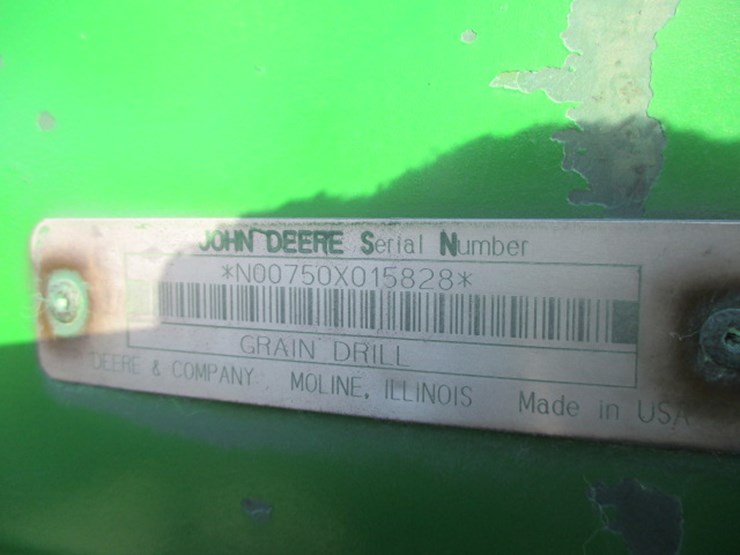 JOHN DEERE Serial Number
*N00750X015828*
GRAIN DRILL
DEERE & COMPANY MOLINE, ILLINOIS Made in USA